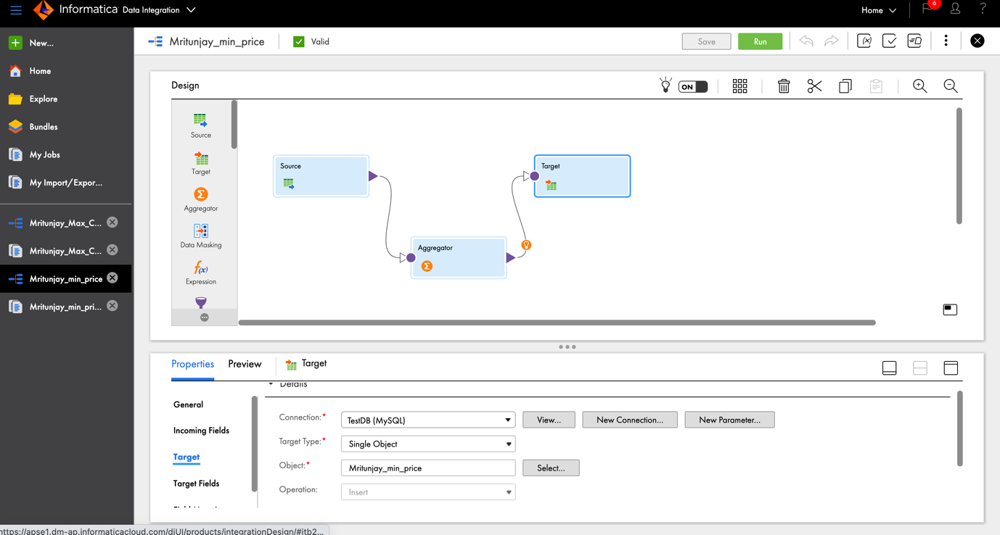 Informatica Data Integration
Home
6
?
New...
Home
Explore
Bundles
My Jobs
My Import/Expor...
Mritunjay_Max_C...
Mritunjay_Max_C...
Mritunjay_min_price
Mritunjay_min_pri...
Mritunjay_min_price
Valid
Save
Run
Design
ON
Source
Target
Aggregator
Data Masking
f(x)
Expression
Source
Target
Aggregator
Properties
Preview
Target
Details
General
Incoming Fields
Target
Target Fields
Connection:*
TestDB (MySQL)
View...
New Connection...
New Parameter...
Target Type:*
Single Object
Object:*
Mritunjay_min_price
Select...
Operation:
Insert
https://apse1.dm-ap.informaticacloud.com/diUI/products/integrationDesign/#itb2...